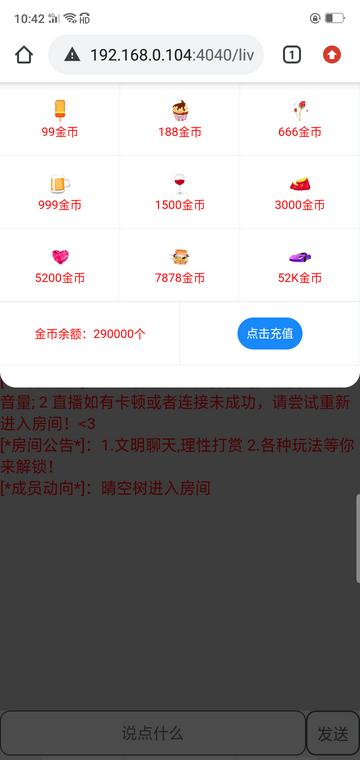 10:42 4G HD
192.168.0.104:4040/liv
1
99金币
188金币
666金币
999金币
1500金币
3000金币
5200金币
7878金币
52K金币
金币余额：290000个
点击充值
音量; 2 直播如有卡顿或者连接未成功，请尝试重新
进入房间！<3
[*房间公告*]：1.文明聊天,理性打赏 2.各种玩法等你
来解锁！
[*成员动向*]：晴空树进入房间
说点什么
发送